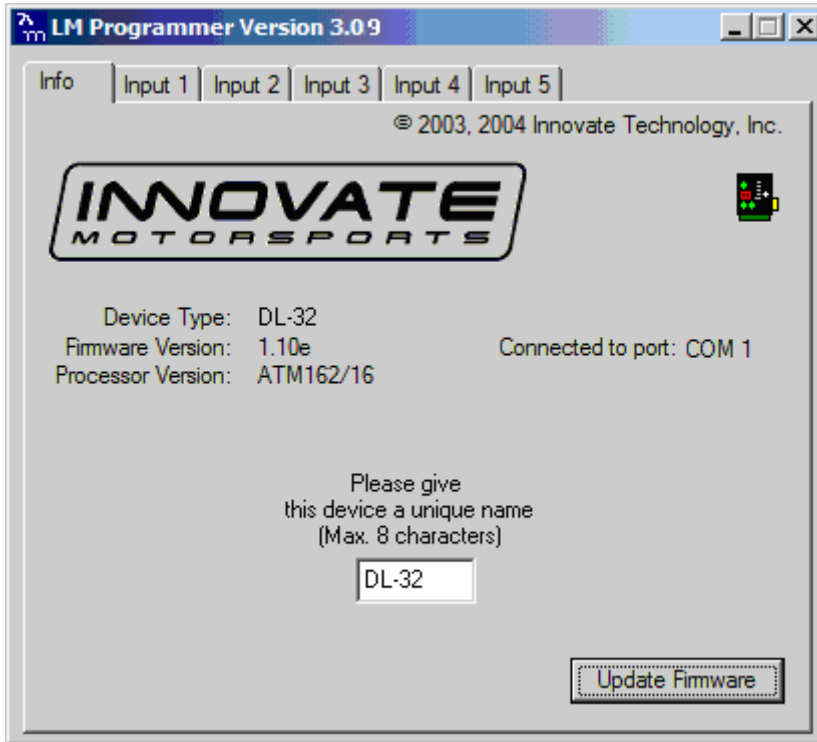 LM Programmer Version 3.0.9
Info Input 1 Input 2 Input 3 Input 4 Input 5
© 2003, 2004 Innovate Technology, Inc.
INNOVATE
MOTORSPORTS
Device Type: DL-32
Firmware Version: 1.10e Connected to port: COM 1
Processor Version: ATM162/16
Please give
this device a unique name
(Max. 8 characters)
DL-32
Update Firmware